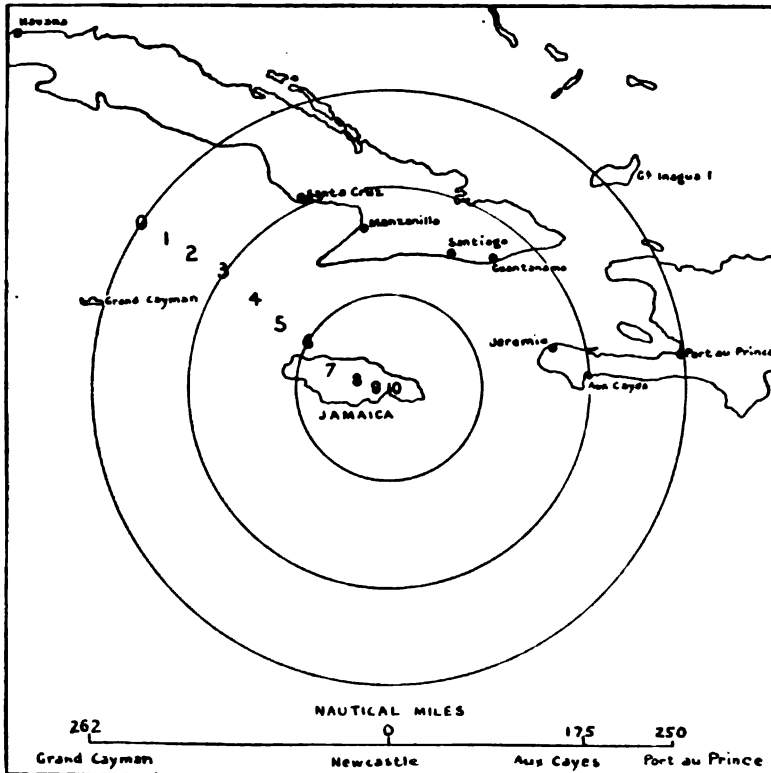 Havana
Gt Inagua I
Santa Cruz
Manzanillo
0
1
Santiago
2
Guantanamo
3
4
Grand Cayman
5
6
Jeremie
Port au Prince
7
8
9
10
Aux Cayes
JAMAICA
NAUTICAL MILES
262 0 175 250
Grand Cayman Newcastle Aux Cayes Port au Prince